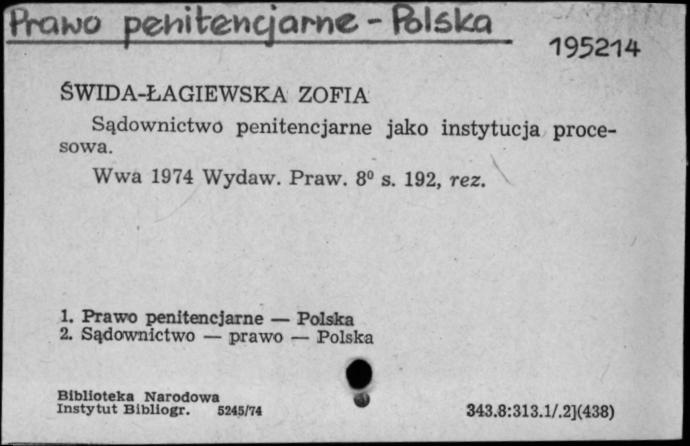 Prawo penitencjarne - Polska
195214
ŚWIDA-ŁAGIEWSKA ZOFIA
Sądownictwo penitencjarne jako instytucja proce-
sowa.
Wwa 1974 Wydaw. Praw. 8⁰ s. 192, rez.
1. Prawo penitencjarne — Polska
2. Sądownictwo — prawo — Polska
Biblioteka Narodowa
Instytut Bibliogr. 5245/74
343.8:313.1/.2](438)